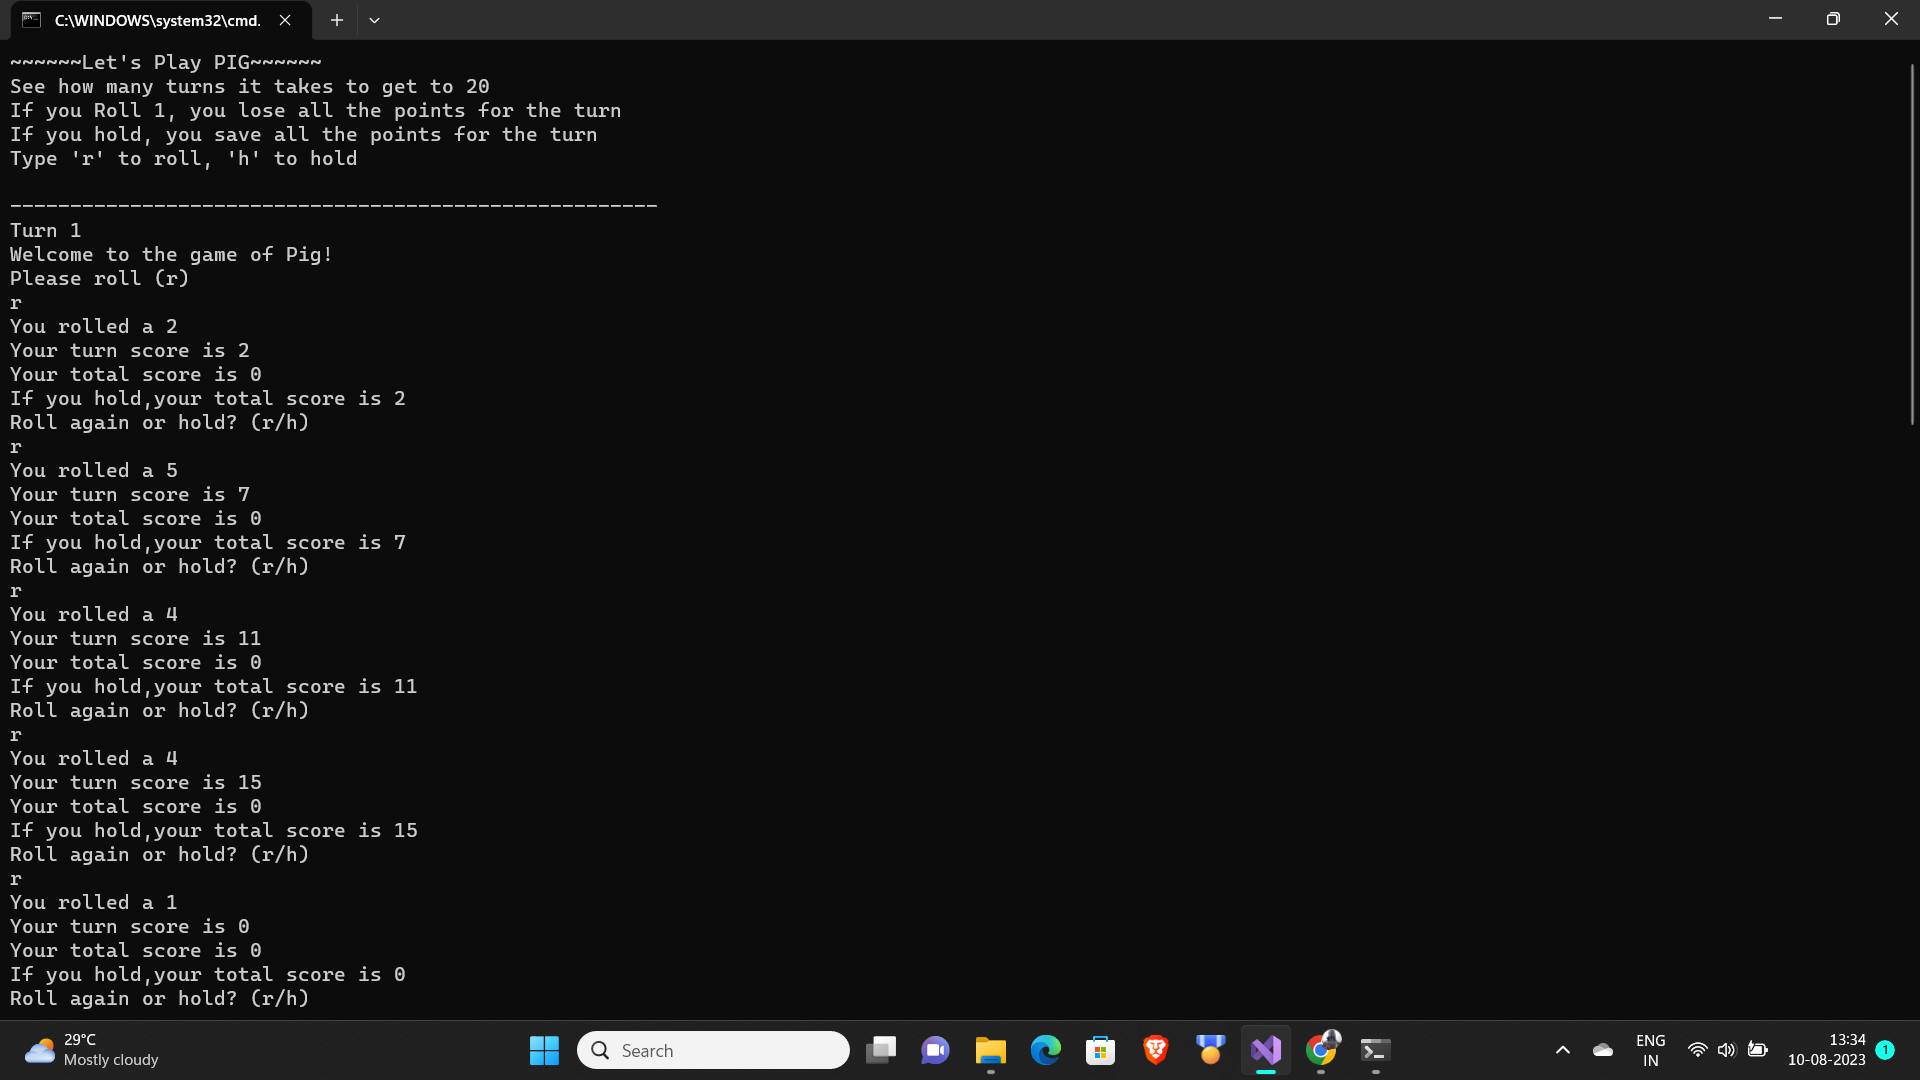 C:\WINDOWS\system32\cmd.
~~~~~~Let's Play PIG~~~~~~
See how many turns it takes to get to 20
If you Roll 1, you lose all the points for the turn
If you hold, you save all the points for the turn
Type 'r' to roll, 'h' to hold
------------------------------------------------------
Turn 1
Welcome to the game of Pig!
Please roll (r)
r
You rolled a 2
Your turn score is 2
Your total score is 0
If you hold,your total score is 2
Roll again or hold? (r/h)
r
You rolled a 5
Your turn score is 7
Your total score is 0
If you hold,your total score is 7
Roll again or hold? (r/h)
r
You rolled a 4
Your turn score is 11
Your total score is 0
If you hold,your total score is 11
Roll again or hold? (r/h)
r
You rolled a 4
Your turn score is 15
Your total score is 0
If you hold,your total score is 15
Roll again or hold? (r/h)
r
You rolled a 1
Your turn score is 0
Your total score is 0
If you hold,your total score is 0
Roll again or hold? (r/h)
29°C
Mostly cloudy
Search
ENG
IN
13:34
10-08-2023
1